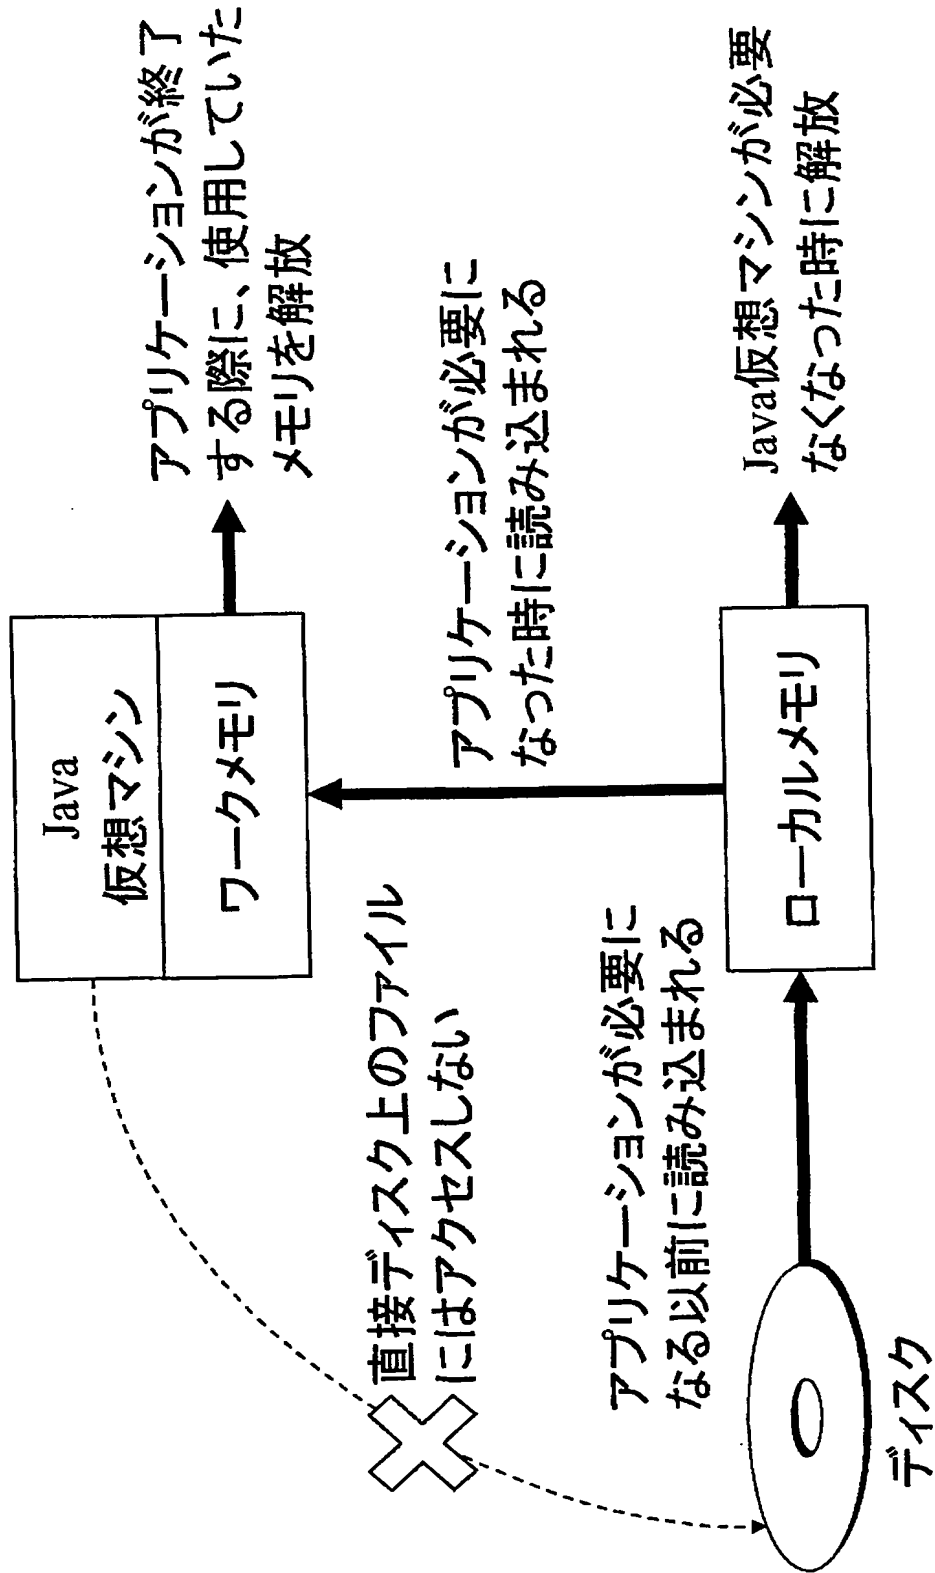 Java
仮想マシン
ワークメモリ
アプリケーションが終了
する際に、使用していた
メモリを解放
直接ディスク上のファイル
にはアクセスしない
アプリケーションが必要に
なった時に読み込まれる
アプリケーションが必要に
なる以前に読み込まれる
ローカルメモリ
Java仮想マシンが必要
なくなった時に解放
ディスク